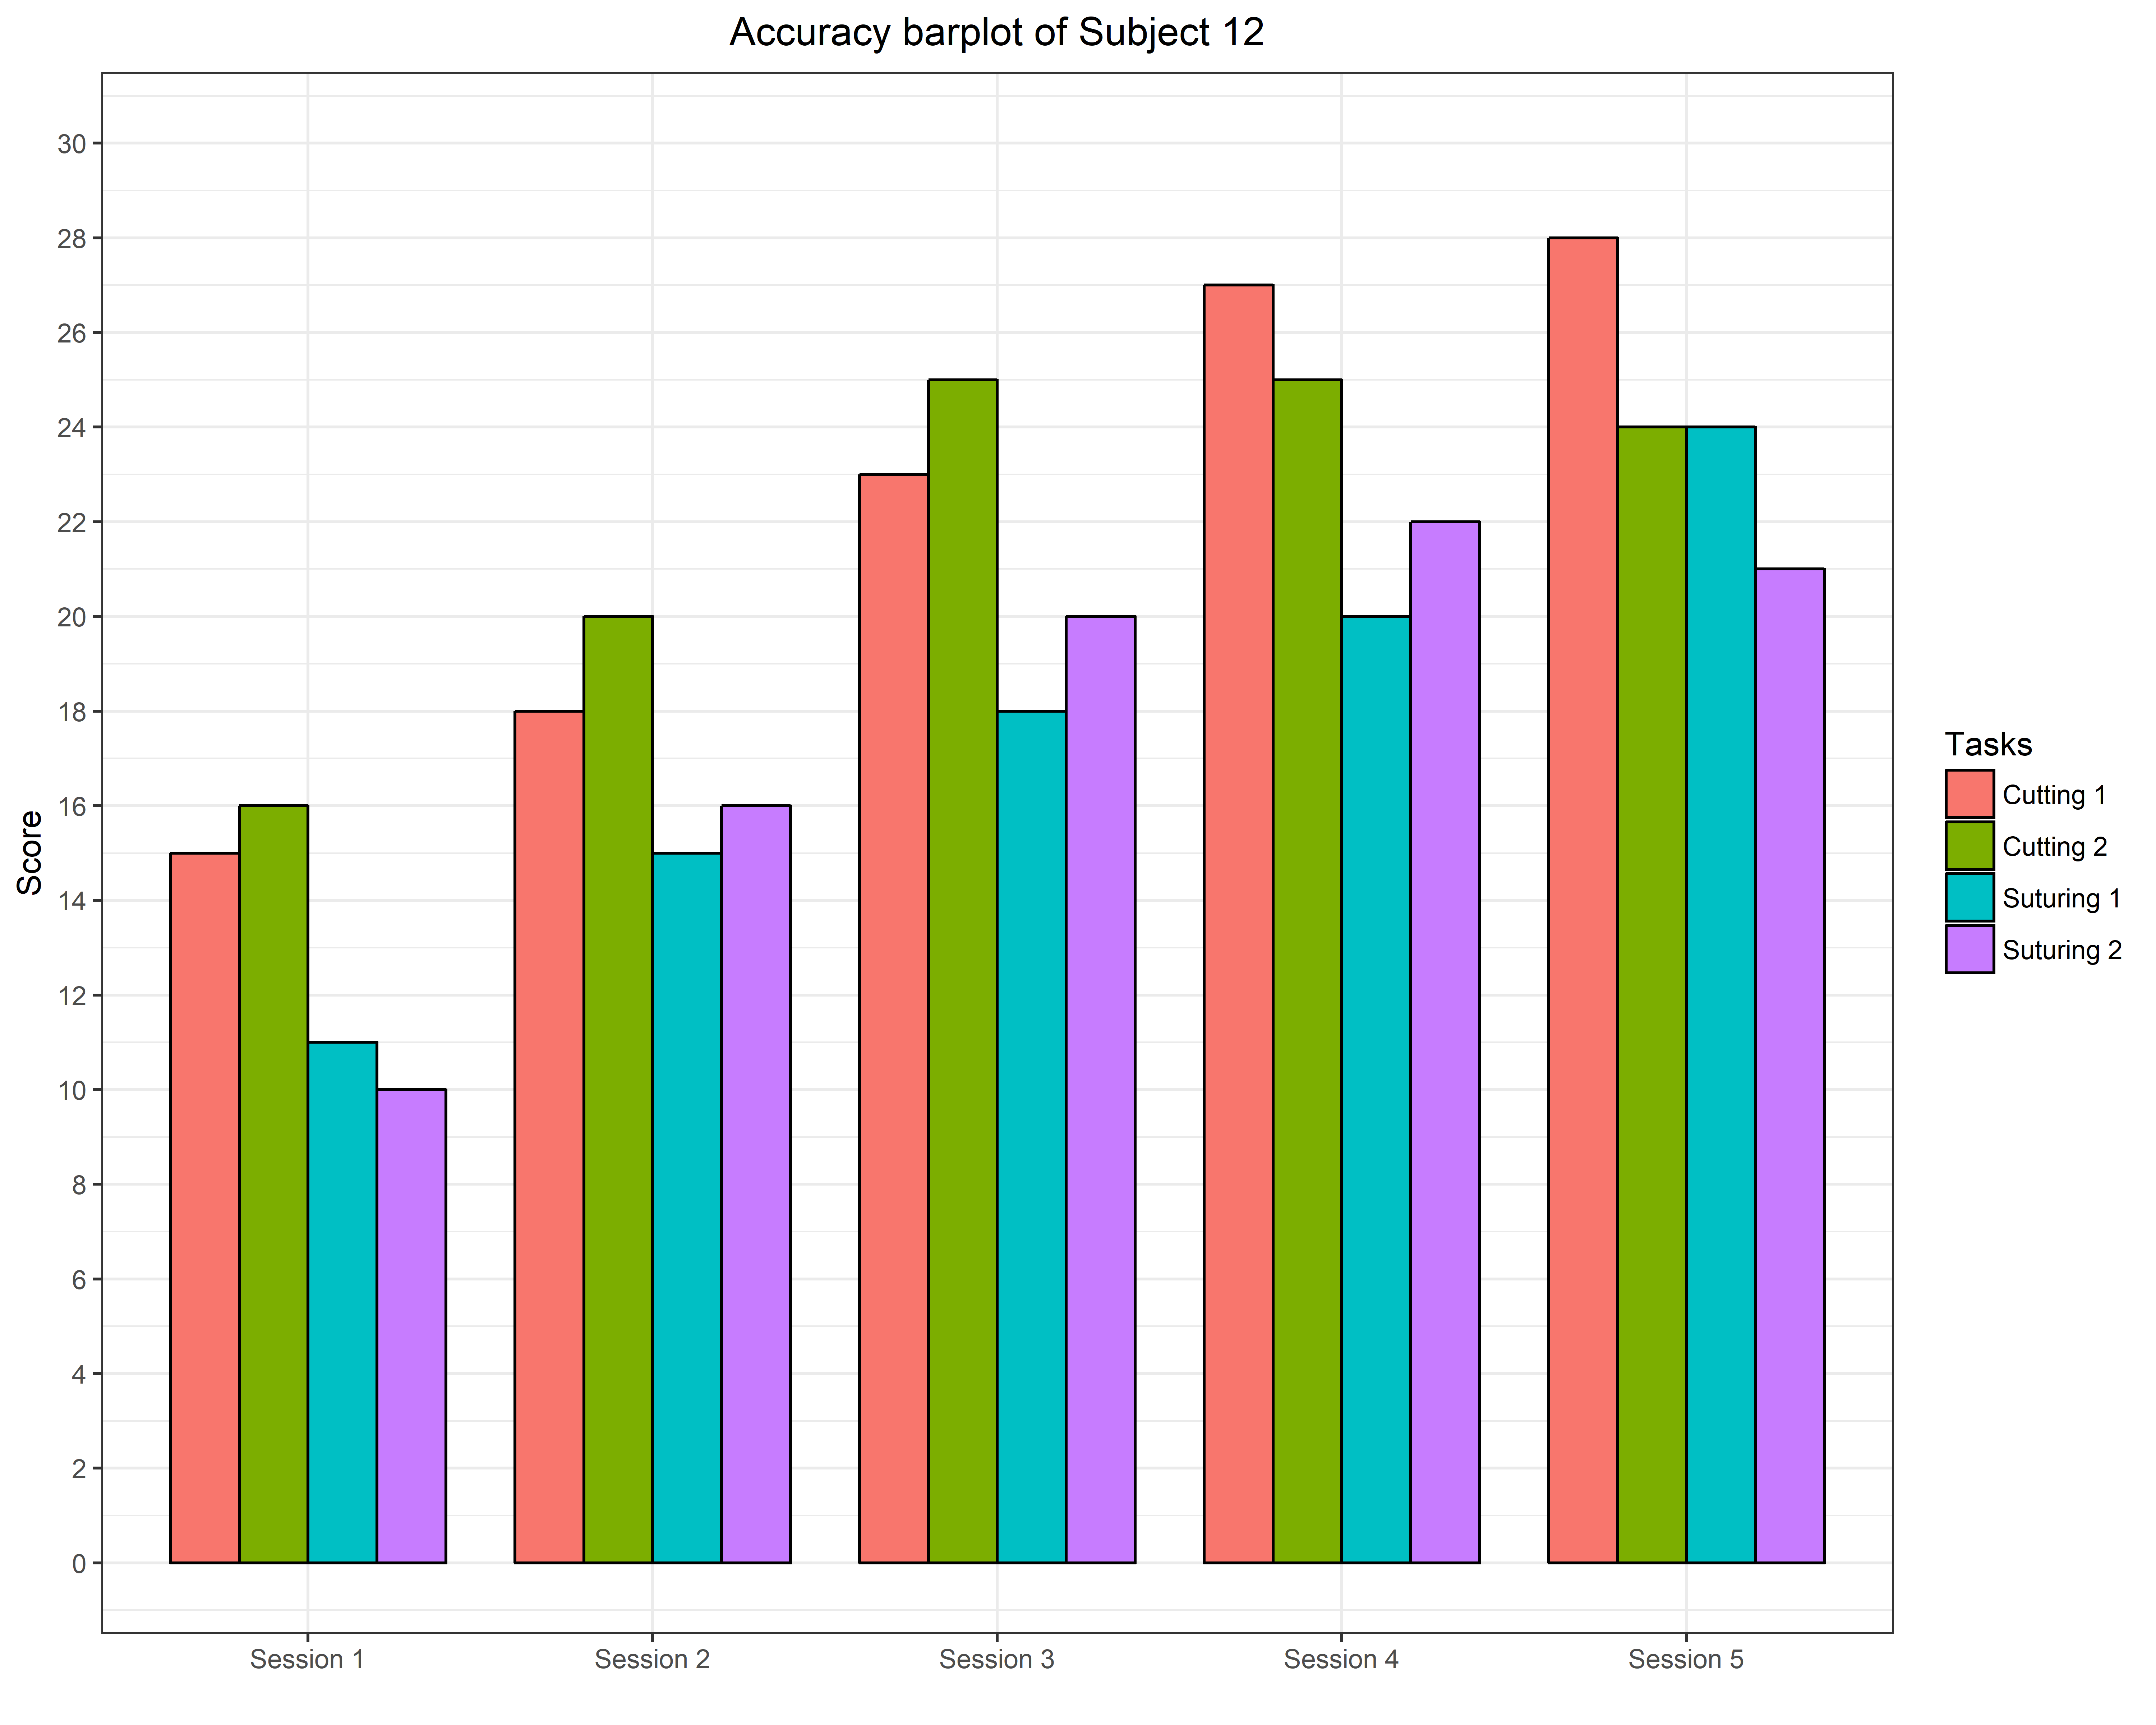 Accuracy barplot of Subject 12
Score
30
28
26
24
22
20
18
16
14
12
10
8
6
4
2
0
Session 1
Session 2
Session 3
Session 4
Session 5
Tasks
Cutting 1
Cutting 2
Suturing 1
Suturing 2